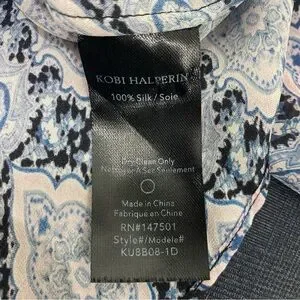 KOBI HALPERIN
100% Silk / Soie
Dry Clean Only
Nettoyer A Sec Seulement
Made in China
Fabriqué en Chine
RN#147501
Style#/Modele#
KU8B08-1D